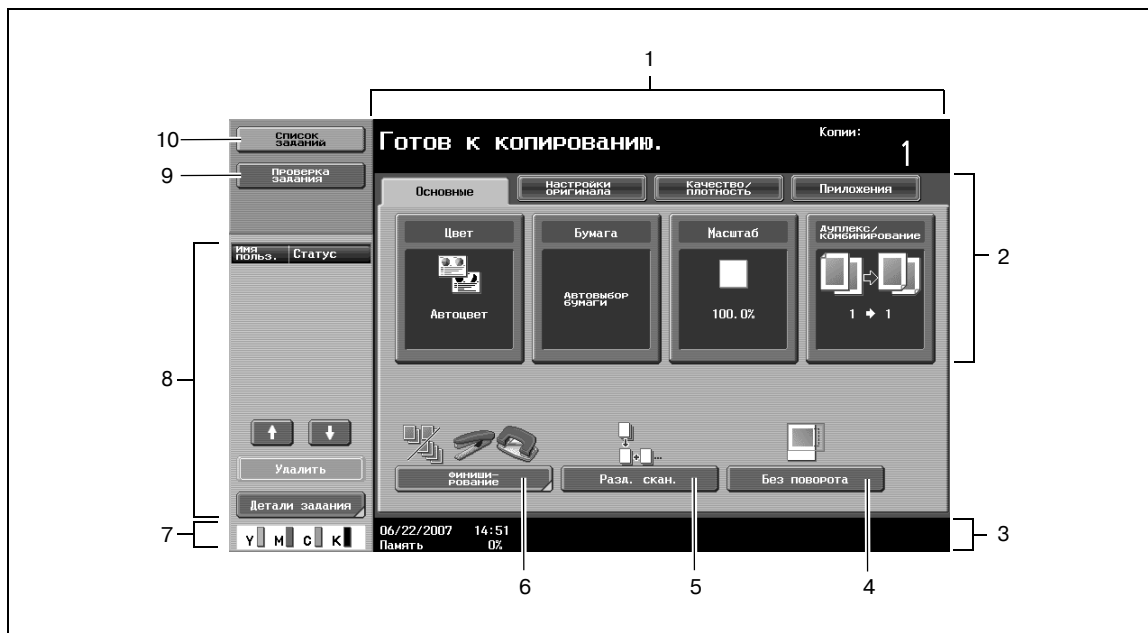 1
10
Список
заданий
Готов к копированию.
Копии:
1
9
Проверка
задания
Основные
Настройки
оригинала
Качество/
плотность
Приложения
2
8
Имя
польз.
Статус
Цвет
Бумага
Масштаб
Дуплекс/
комбинирование
Автоцвет
Автовыбор
бумаги
100.0%
1 → 1
Удалить
Детали задания
Финиши-
рование
Разд. скан.
Без поворота
7
Y M C K
06/22/2007 14:51
Память 0%
3
6
5
4